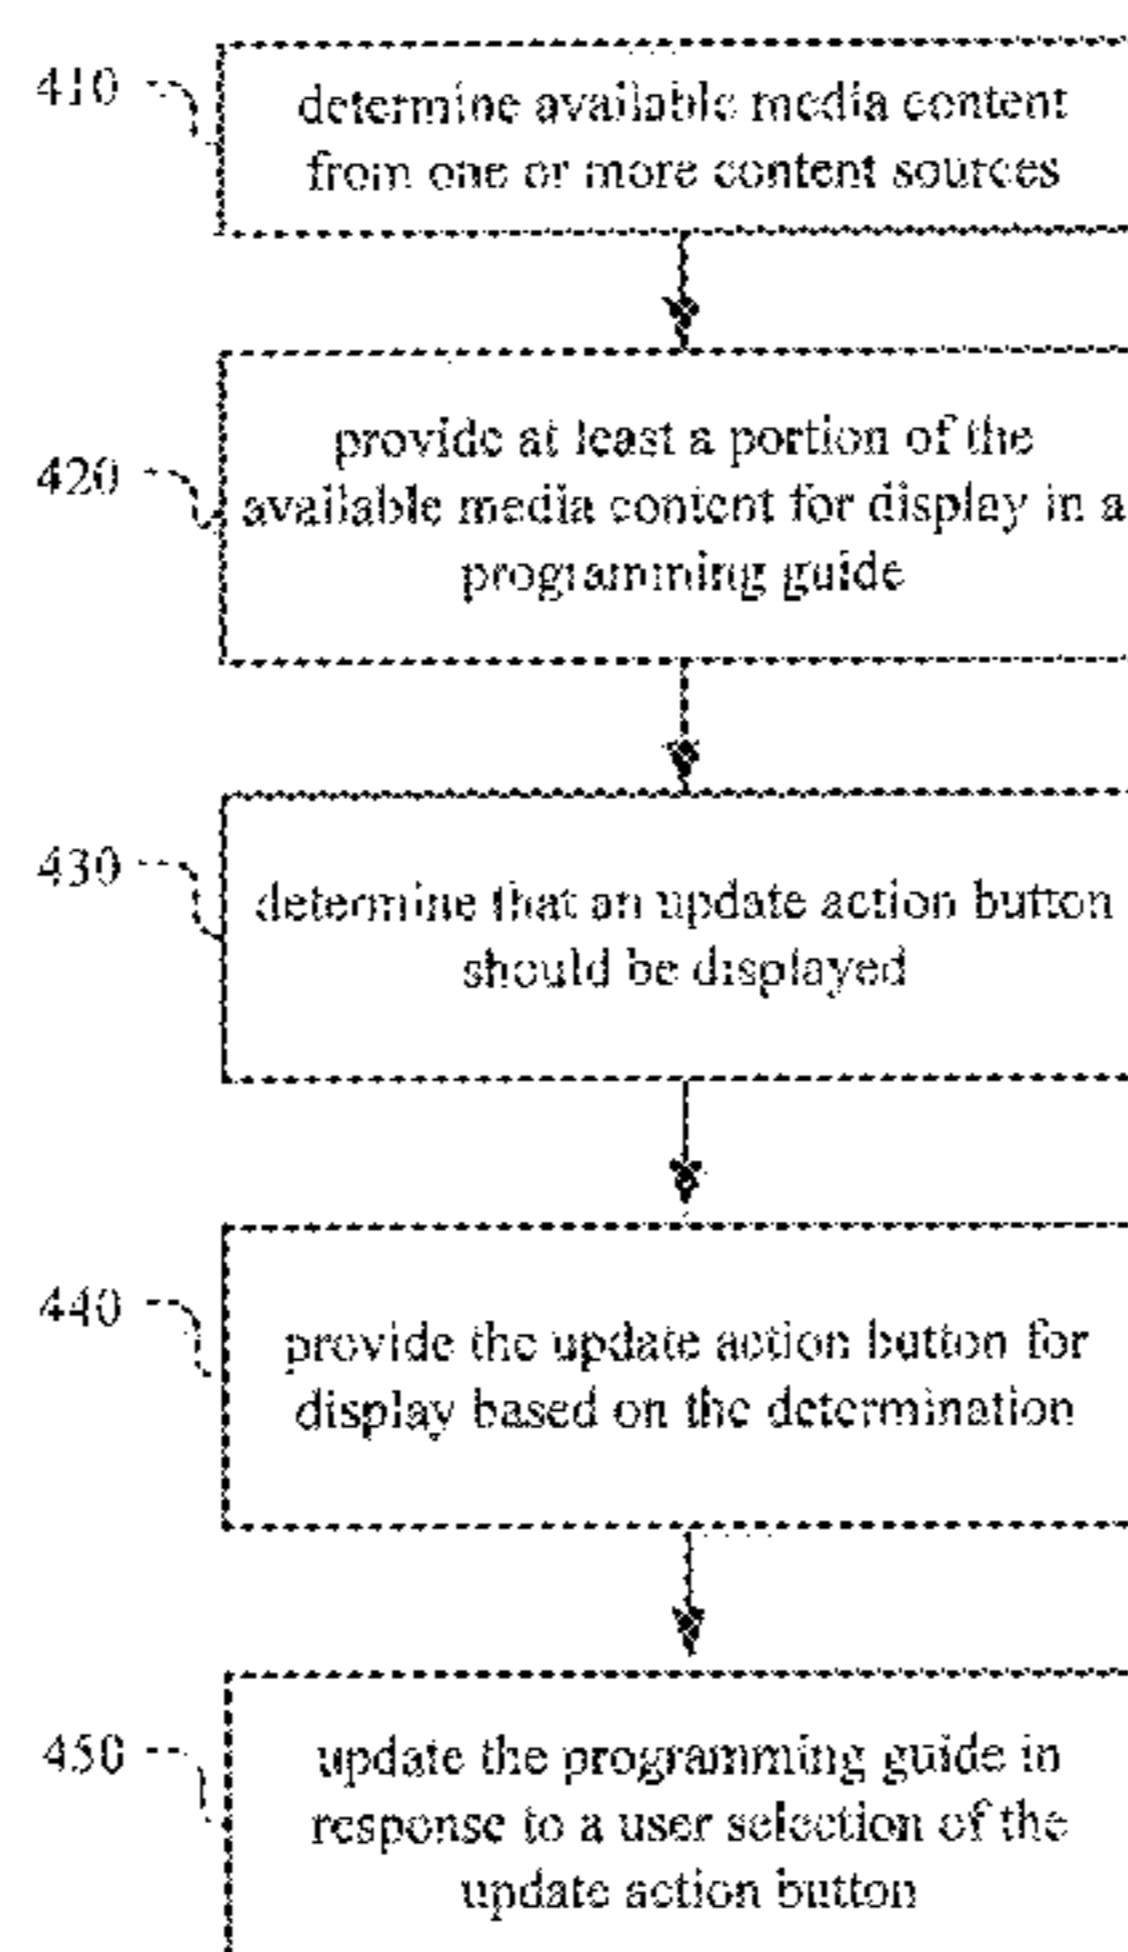 410
determine available media content
from one or more content sources
420
provide at least a portion of the
available media content for display in a
programming guide
430
determine that an update action button
should be displayed
440
provide the update action button for
display based on the determination
450
update the programming guide in
response to a user selection of the
update action button